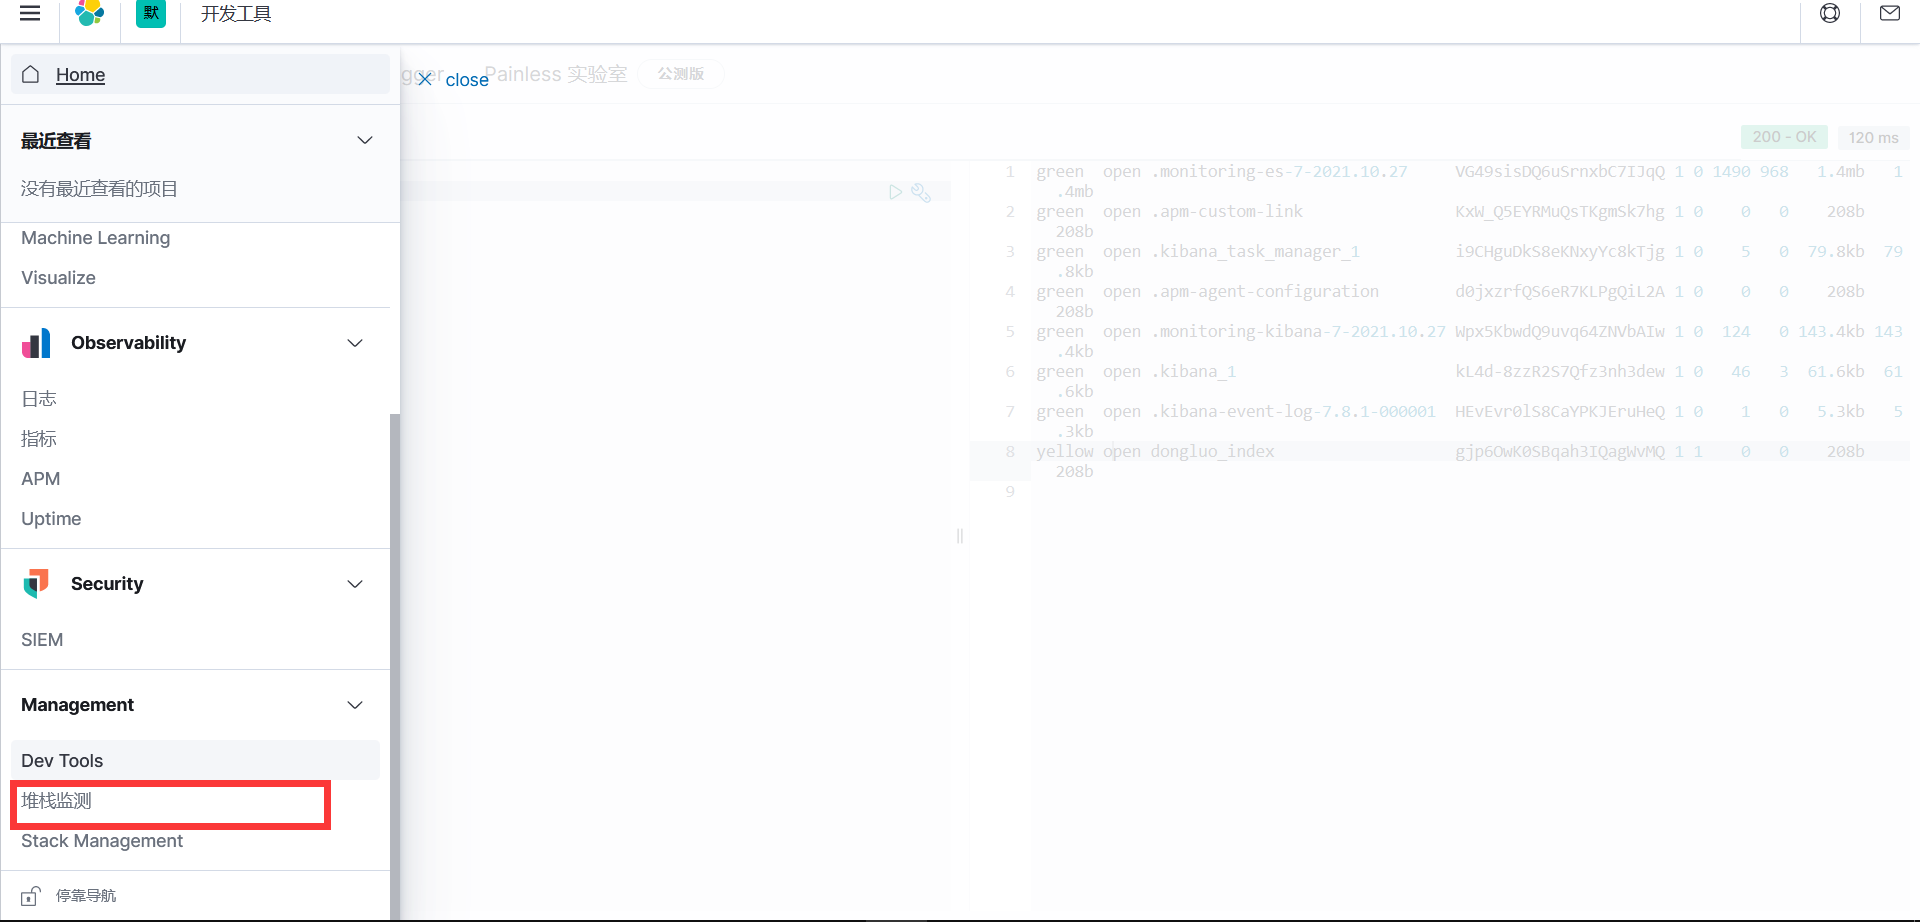 默
开发工具
Home
gger
close
Painless 实验室
公测版
最近查看
没有最近查看的项目
Machine Learning
Visualize
Observability
日志
指标
APM
Uptime
Security
SIEM
Management
Dev Tools
堆栈监测
Stack Management
停靠导航
200 - OK
120 ms
1 green open .monitoring-es-7-2021.10.27 VG49sisDQ6uSrnxbC7IJqQ 1 0 1490 968 1.4mb 1
.4mb
2 green open .apm-custom-link KxW_Q5EYRMuQsTKgmSk7hg 1 0 0 0 208b
208b
3 green open .kibana_task_manager_1 i9CHguDkS8eKNxyYc8kTjg 1 0 5 0 79.8kb 79
.8kb
4 green open .apm-agent-configuration d0jxzrfQS6eR7KLPgQiL2A 1 0 0 0 208b
208b
5 green open .monitoring-kibana-7-2021.10.27 Wpx5KbwdQ9uvq64ZNVbAIw 1 0 124 0 143.4kb 143
.4kb
6 green open .kibana_1 kL4d-8zzR2S7Qfz3nh3dew 1 0 46 3 61.6kb 61
.6kb
7 green open .kibana-event-log-7.8.1-000001 HEvEvr0lS8CaYPKJEruHeQ 1 0 1 0 5.3kb 5
.3kb
8 yellow open dongluo_index gjp6OwK0SBqah3IQagWvMQ 1 1 0 0 208b
208b
9